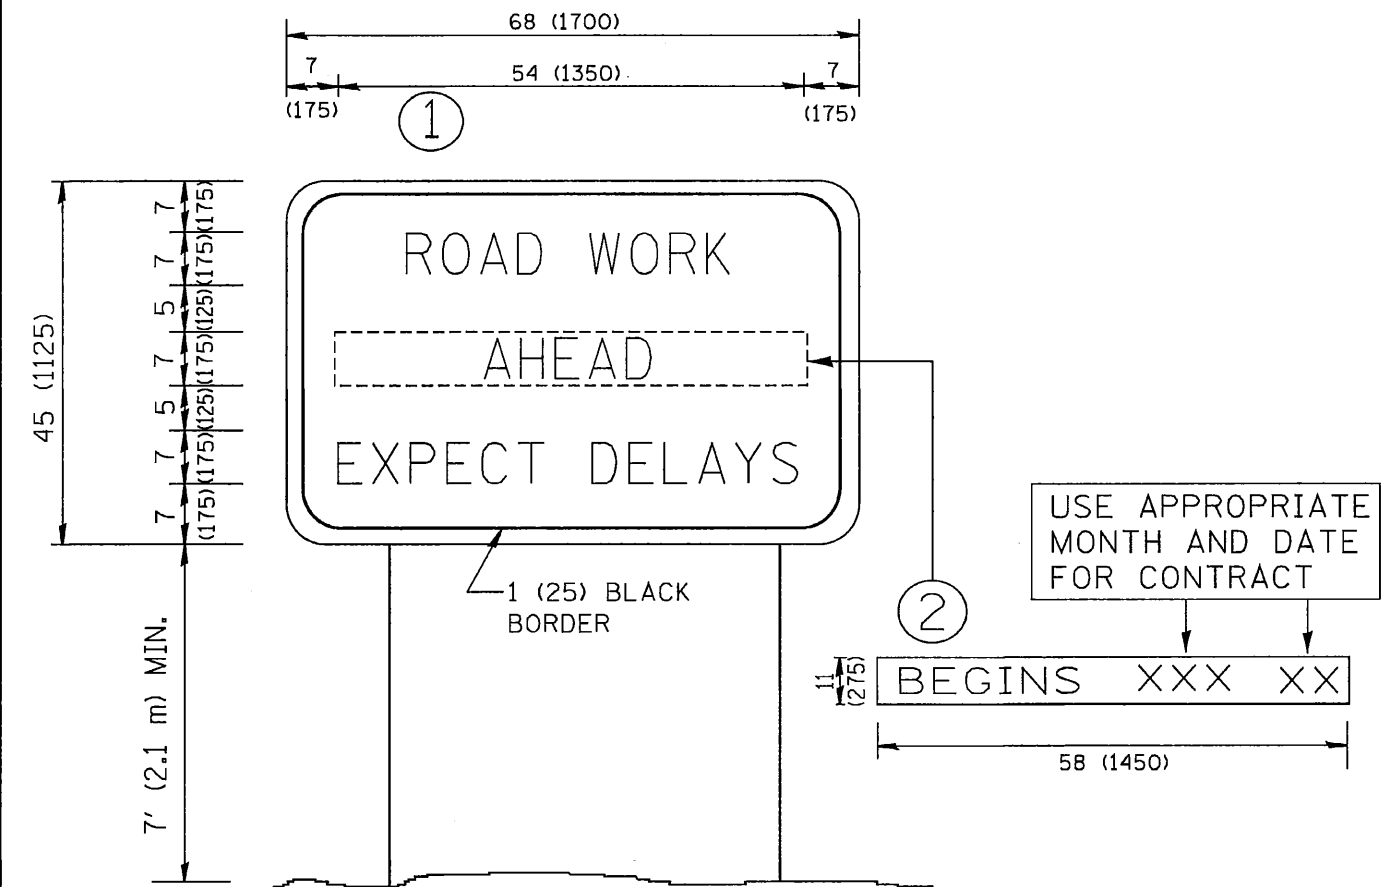 68 (1700)
7 54 (1350) 7
(175) (175)
1
7 (175)
7 (175)
5 (125)
7 (175)
5 (125)
7 (175)
7 (175)
45 (1125)
ROAD WORK
AHEAD
EXPECT DELAYS
1 (25) BLACK
BORDER
7' (2.1 m) MIN.
USE APPROPRIATE
MONTH AND DATE
FOR CONTRACT
2
11
(275)
BEGINS XXX XX
58 (1450)